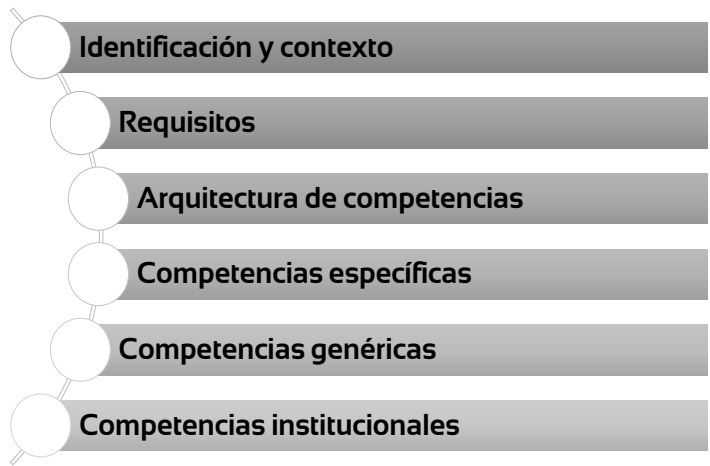 Identificación y contexto
Requisitos
Arquitectura de competencias
Competencias específicas
Competencias genéricas
Competencias institucionales